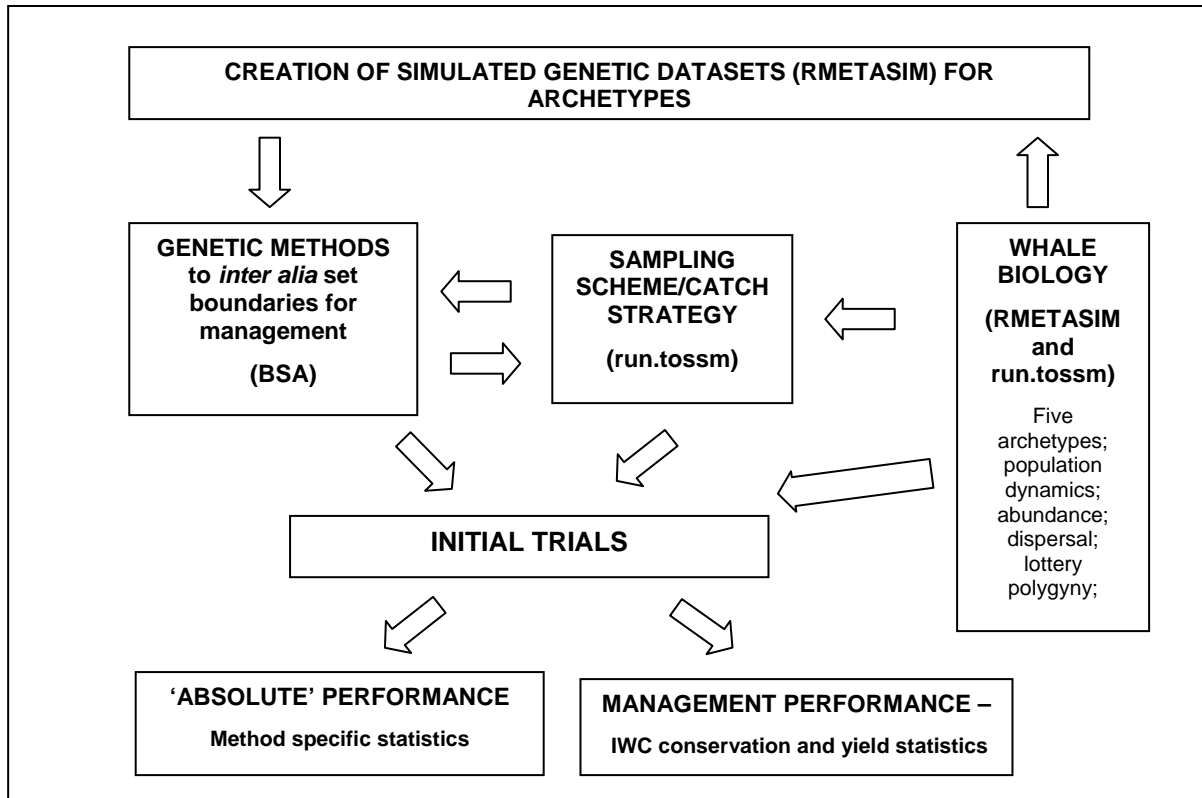 CREATION OF SIMULATED GENETIC DATASETS (RMETASIM) FOR
ARCHETYPES
GENETIC METHODS
to inter alia set
boundaries for
management
(BSA)
SAMPLING
SCHEME/CATCH
STRATEGY
(run.tossm)
WHALE
BIOLOGY
(RMETASIM
and
run.tossm)
Five
archetypes;
population
dynamics;
abundance;
dispersal;
lottery
polygyny;
INITIAL TRIALS
‘ABSOLUTE’ PERFORMANCE
Method specific statistics
MANAGEMENT PERFORMANCE –
IWC conservation and yield statistics